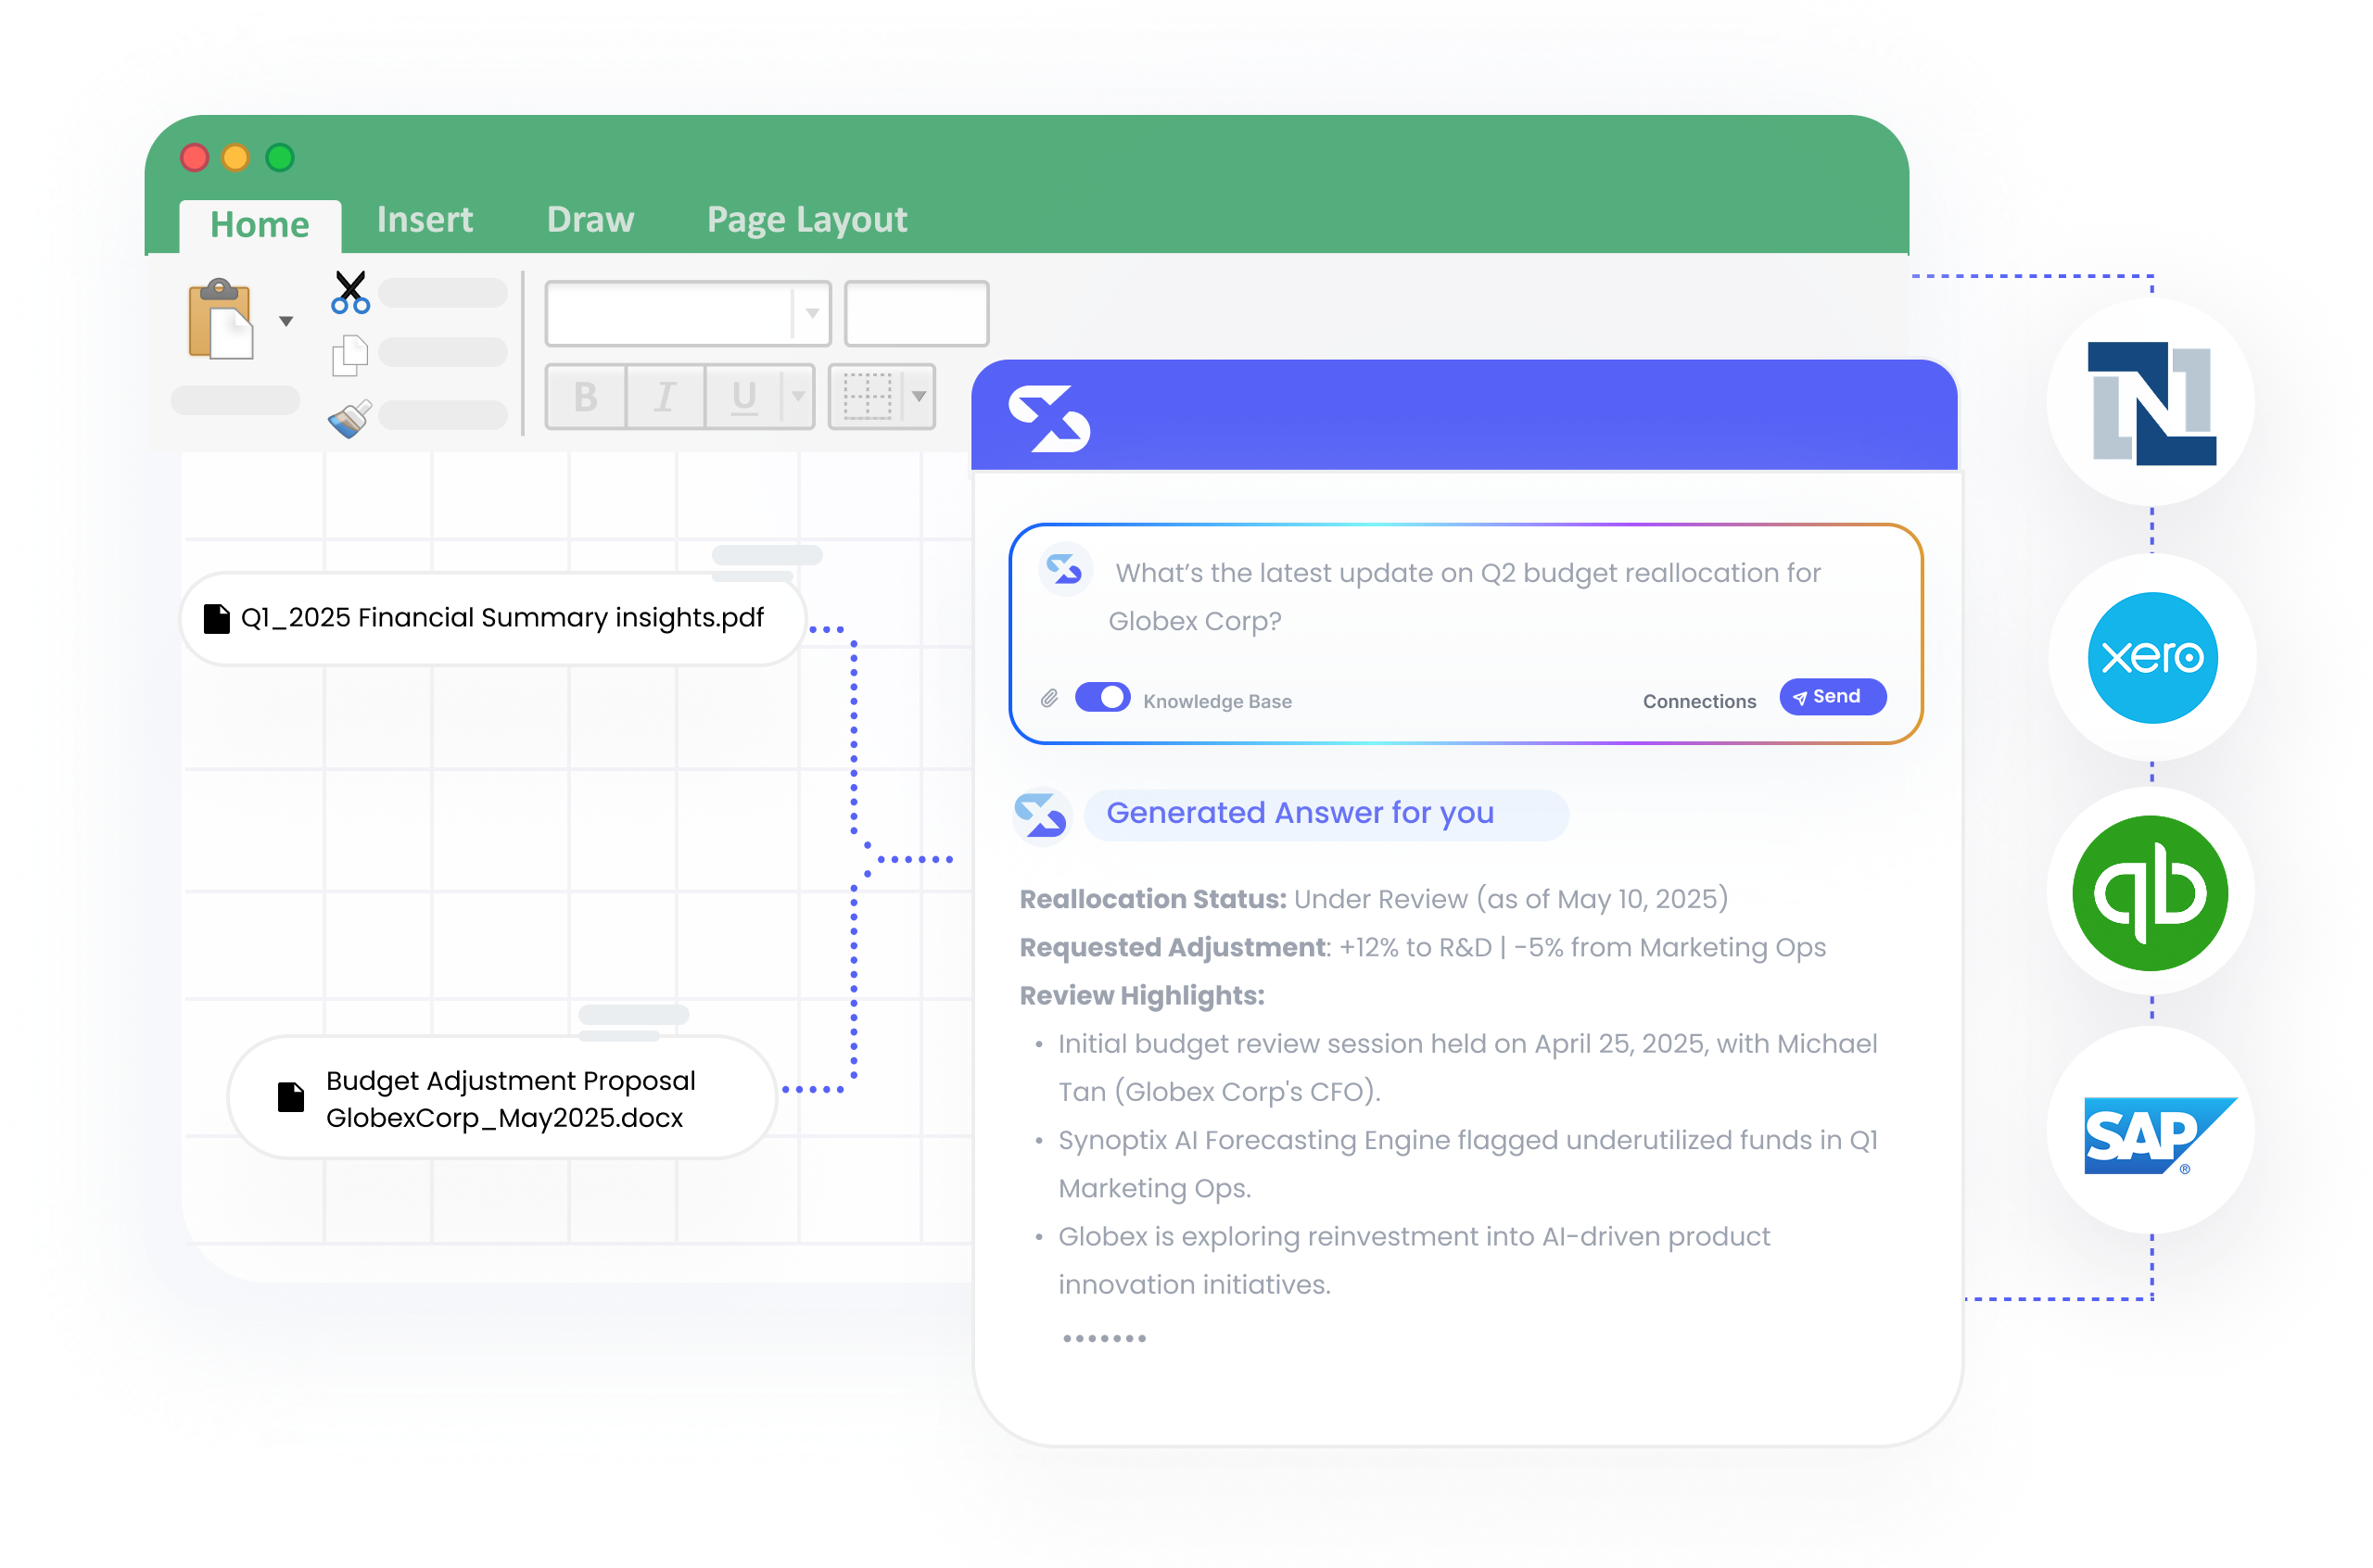 Home Insert Draw Page Layout
B I U
Q1_2025 Financial Summary insights.pdf
Budget Adjustment Proposal
GlobexCorp_May2025.docx
What’s the latest update on Q2 budget reallocation for
Globex Corp?
Knowledge Base Connections Send
Generated Answer for you
Reallocation Status: Under Review (as of May 10, 2025)
Requested Adjustment: +12% to R&D | -5% from Marketing Ops
Review Highlights:
• Initial budget review session held on April 25, 2025, with Michael
Tan (Globex Corp's CFO).
• Synoptix AI Forecasting Engine flagged underutilized funds in Q1
Marketing Ops.
• Globex is exploring reinvestment into AI-driven product
innovation initiatives.
•••••••
N
xero
qb
SAP®